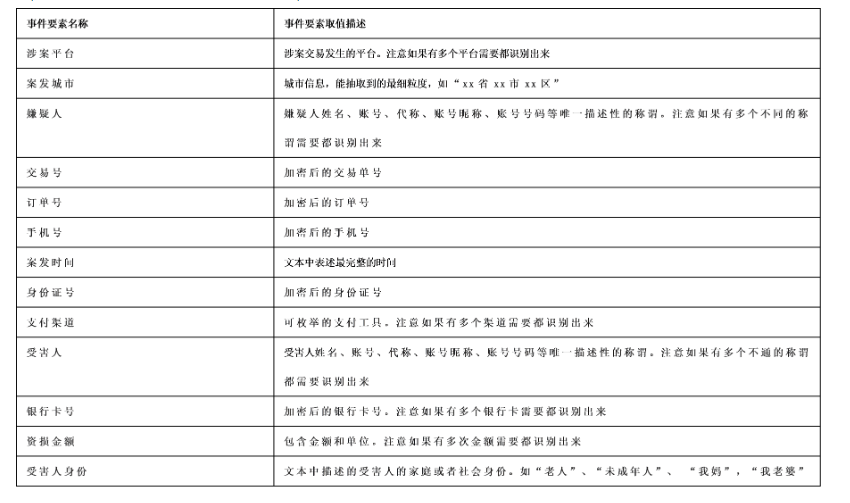 事件要素名称 事件要素取值描述
涉案平台 涉案交易发生的平台。注意如果有多个平台需要都识别出来
案发城市 城市信息，能抽取到的最细粒度，如“xx 省 xx 市 xx 区”
嫌疑人 嫌疑人姓名、账号、代称、账号昵称、账号号码等唯一描述性的称谓。注意如果有多个不同的称
谓需要都识别出来
交易号 加密后的交易单号
订单号 加密后的订单号
手机号 加密后的手机号
案发时间 文本中表述最完整的时间
身份证号 加密后的身份证号
支付渠道 可枚举的支付工具。注意如果有多个渠道需要都识别出来
受害人 受害人姓名、账号、代称、账号昵称、账号号码等唯一描述性的称谓。注意如果有多个不通的称谓
都需要识别出来
银行卡号 加密后的银行卡号。注意如果有多个银行卡需要都识别出来
资损金额 包含金额和单位。注意如果有多次金额需要都识别出来
受害人身份 文本中描述的受害人的家庭或者社会身份。如“老人”、“未成年人”、 “我妈”，“我老婆”